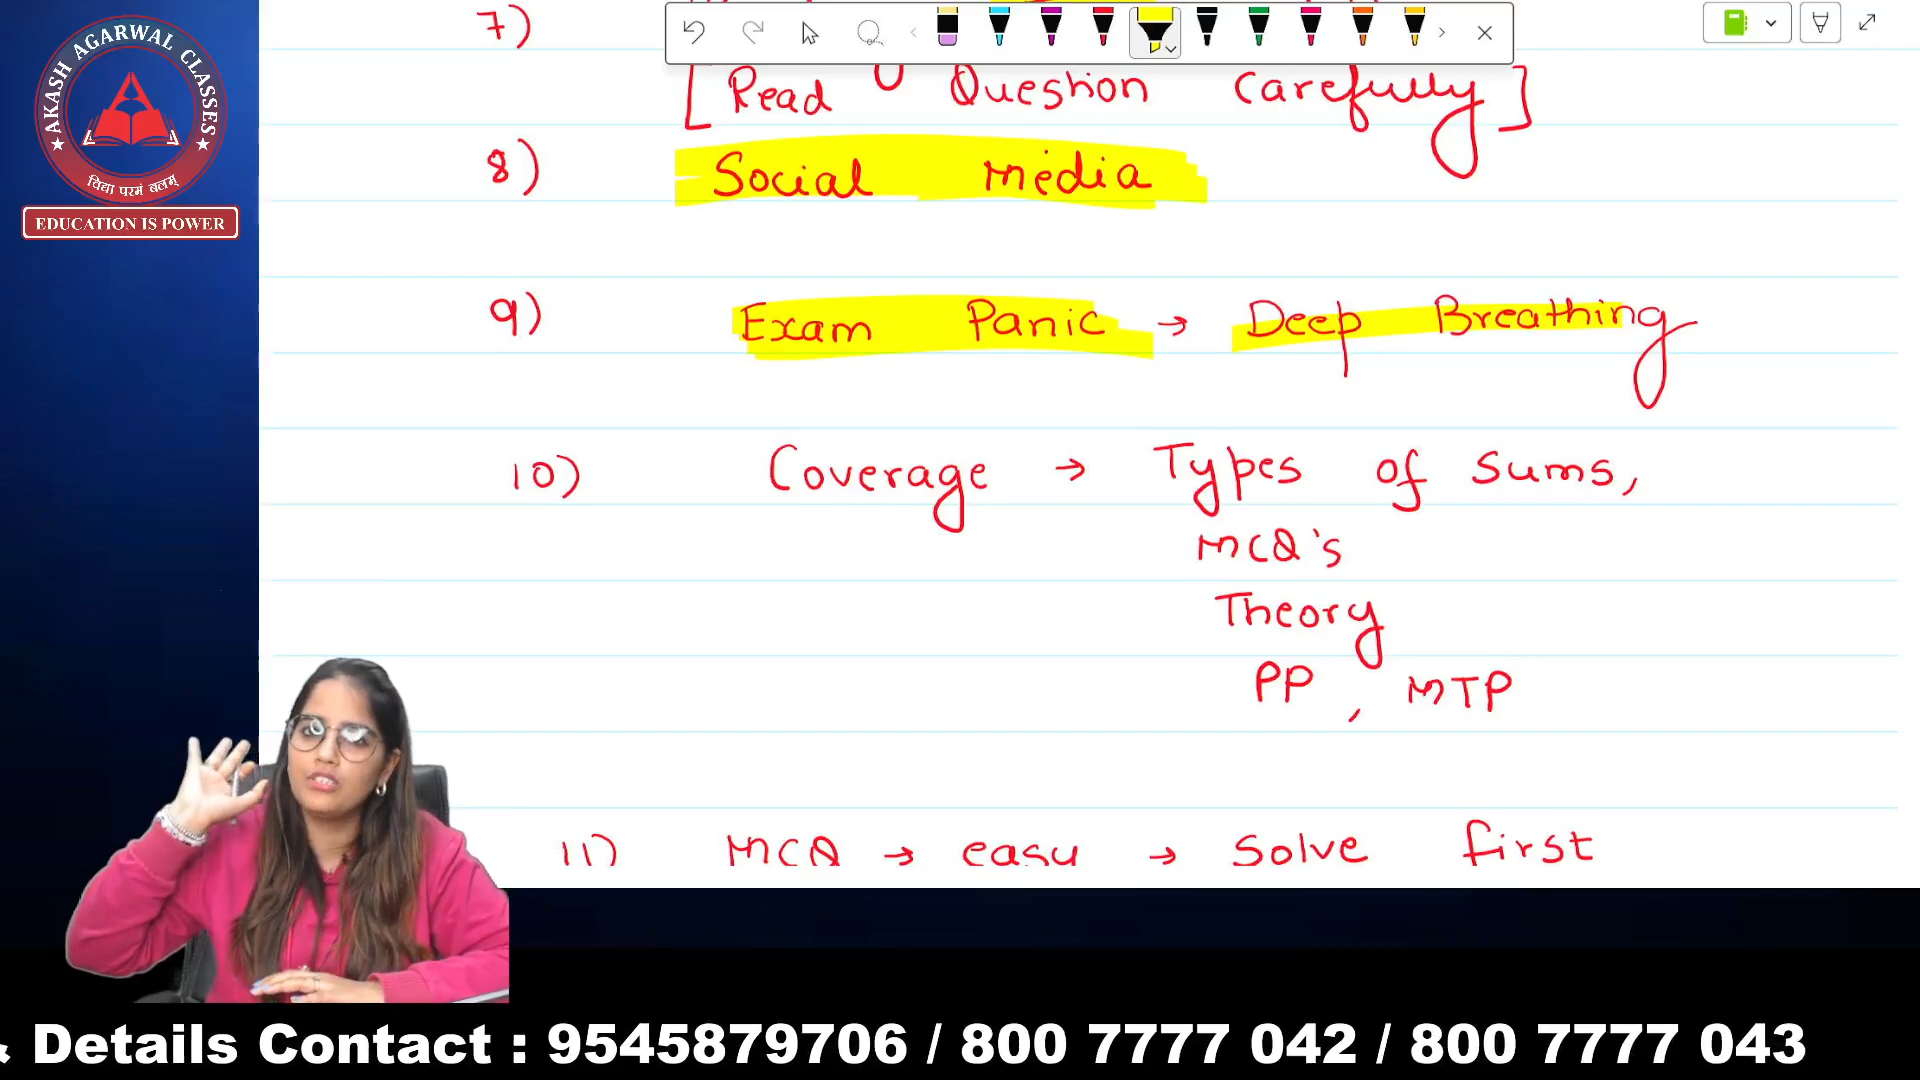 AKASH AGARWAL CLASSES
विद्या परमं बलम्
EDUCATION IS POWER
7)
[Read Question Carefully]
8) Social Media
9) Exam Panic → Deep Breathing
10) Coverage → Types of Sums,
MCQ's
Theory
PP, MTP
11) MCQ → easy → Solve first
Details Contact : 9545879706 / 800 7777 042 / 800 7777 043